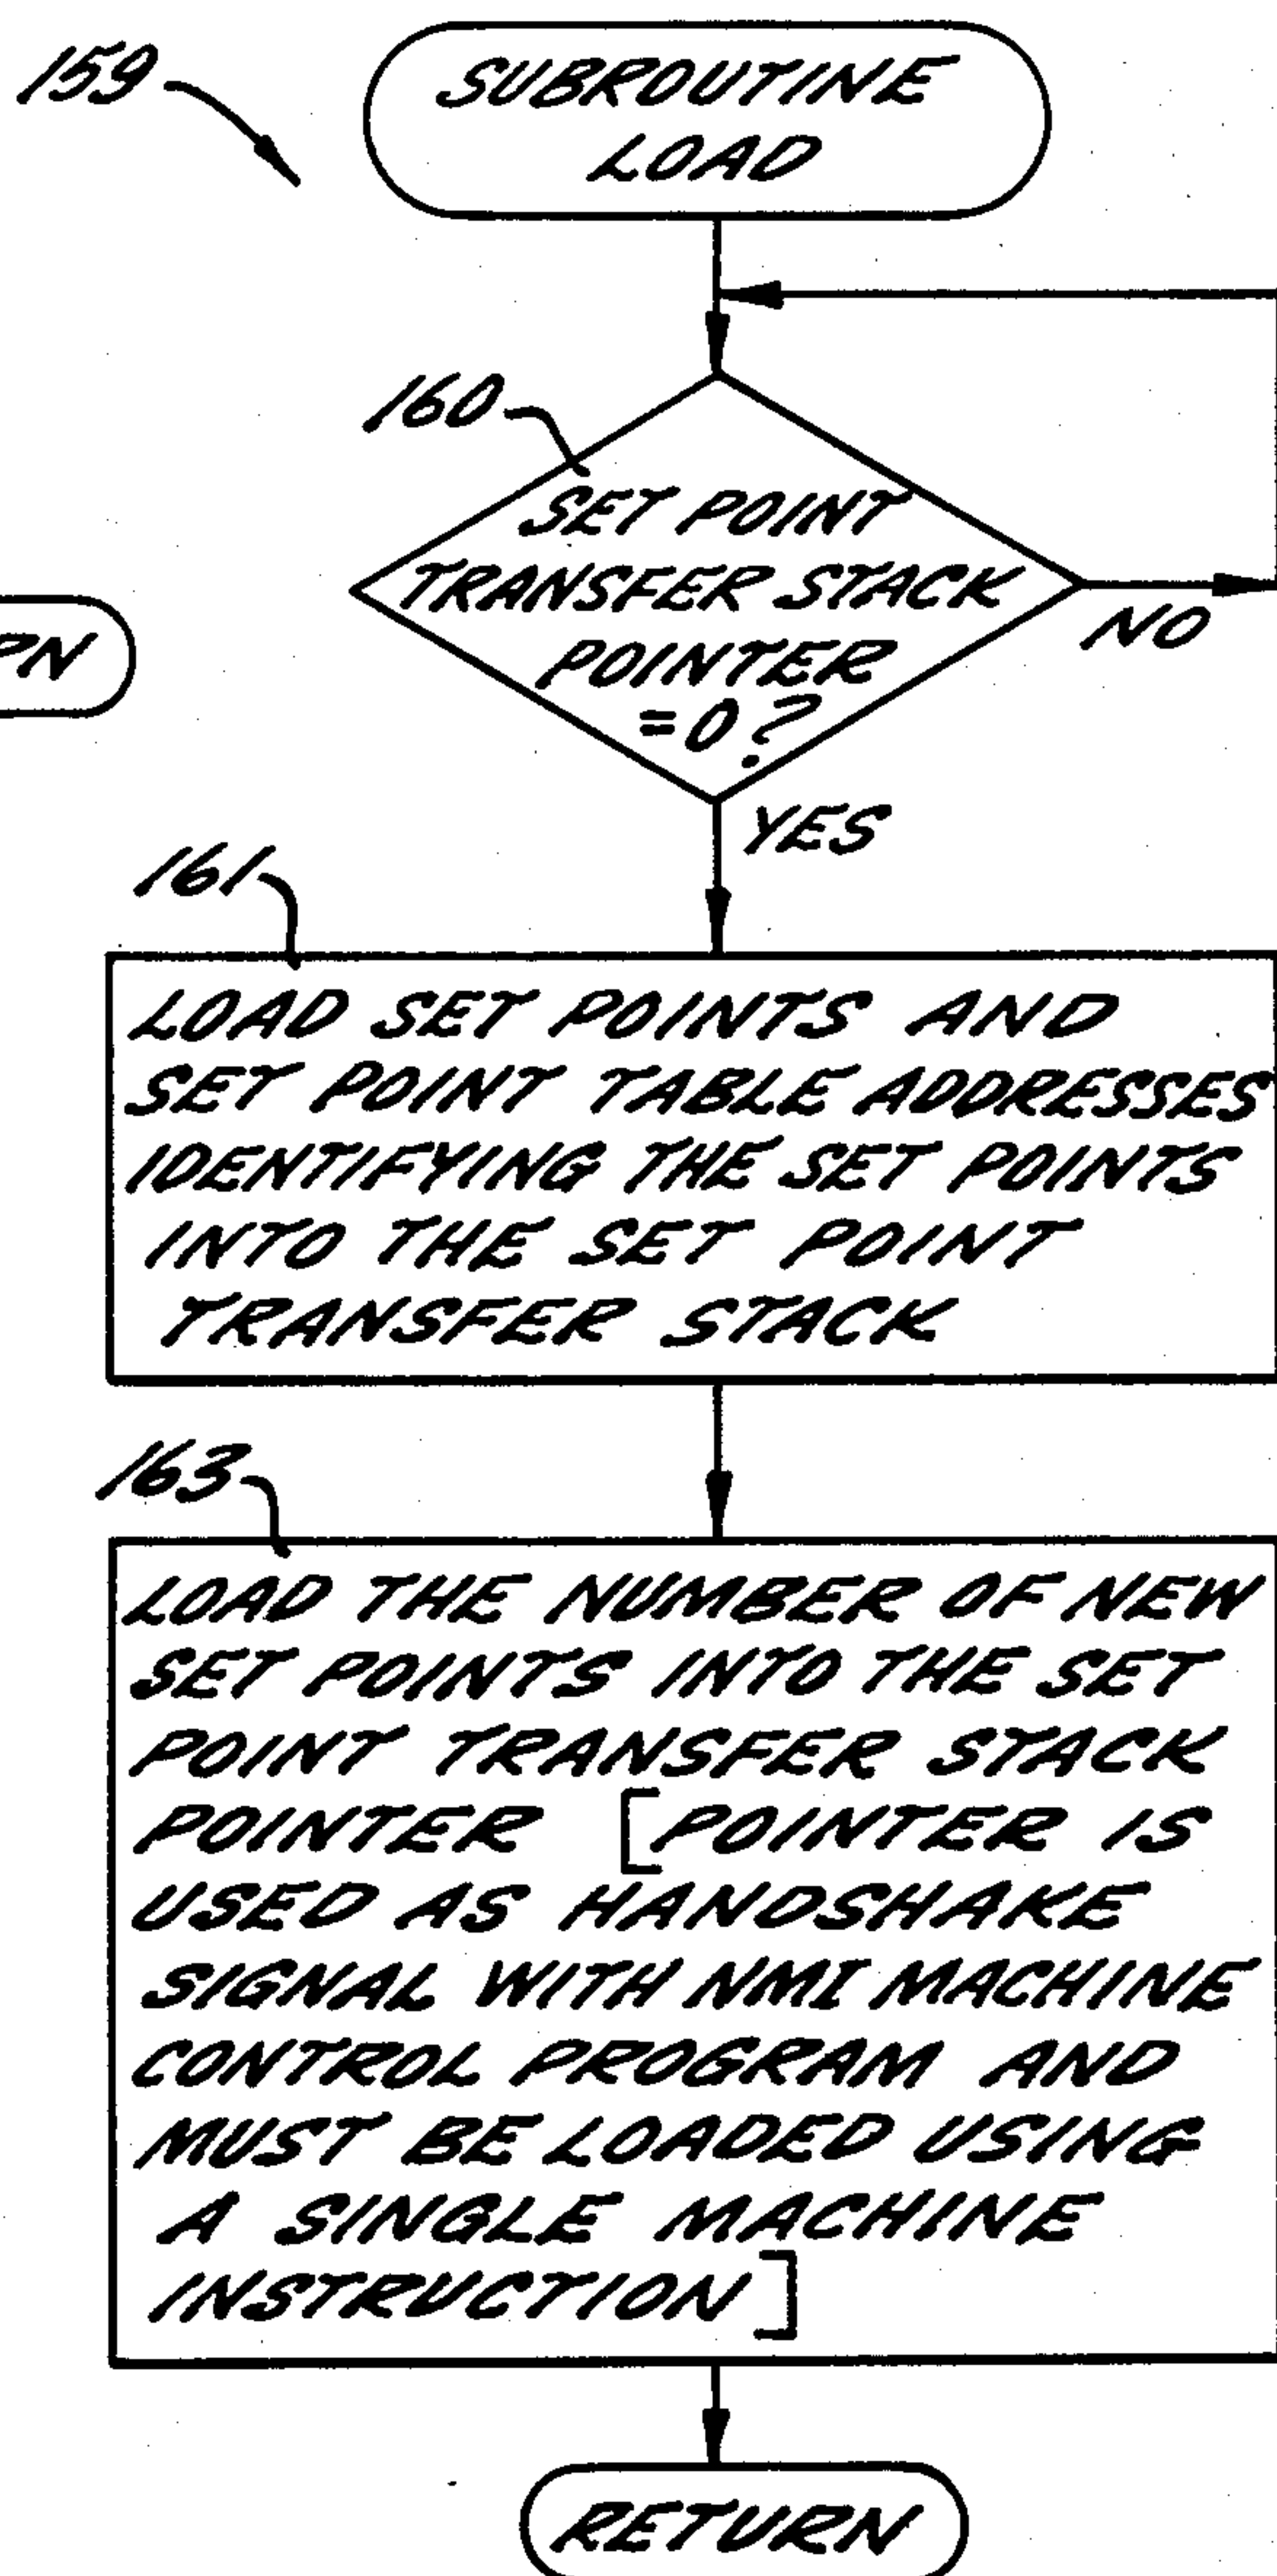 159
SUBROUTINE
LOAD
160
SET POINT
TRANSFER STACK
POINTER
=0?
NO
YES
161
LOAD SET POINTS AND
SET POINT TABLE ADDRESSES
IDENTIFYING THE SET POINTS
INTO THE SET POINT
TRANSFER STACK
163
LOAD THE NUMBER OF NEW
SET POINTS INTO THE SET
POINT TRANSFER STACK
POINTER [POINTER IS
USED AS HANDSHAKE
SIGNAL WITH NMI MACHINE
CONTROL PROGRAM AND
MUST BE LOADED USING
A SINGLE MACHINE
INSTRUCTION]
RETURN